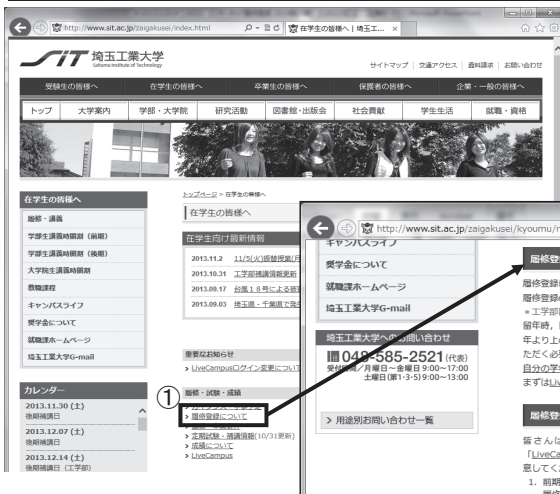 http://www.sit.ac.jp/zaigakusei/index.html
在学生の皆様へ | 埼玉工...
SIT 埼玉工業大学
Saitama Institute of Technology
サイトマップ 交通アクセス 資料請求 お問い合わせ
受験生の皆様へ 在学生の皆様へ 卒業生の皆様へ 保護者の皆様へ 企業・一般の皆様へ
トップ 大学案内 学部・大学院 研究活動 図書館・出版会 社会貢献 学生生活 就職・資格
在学生の皆様へ
履修・講義
学部生講義時間割（前期）
学部生講義時間割（後期）
大学院生講義時間割
教職課程
キャンパスライフ
奨学金について
就職課ホームページ
埼玉工業大学G-mail
カレンダー
2013.11.30 (土)
後期補講日
2013.12.07 (土)
後期補講日
2013.12.14 (土)
後期補講日（工学部）
トップページ > 在学生の皆様へ
在学生の皆様へ
在学生向け最新情報
2013.11.2 11/5(火)振替授業(月
2013.10.31 工学部補講情報更新
2013.09.17 台風１８号による
2013.09.03 埼玉県・千葉県で発生
重要なお知らせ
> LiveCampusログイン変更につい
履修・試験・成績
①
> 履修登録について
> 定期試験・補講情報(10/31更新)
> 成績について
> LiveCampus
http://www.sit.ac.jp/zaigakusei/kyoumu/r
キャンパスライフ
奨学金について
就職課ホームページ
埼玉工業大学G-mail
埼玉工業大学へのお問い合わせ
048-585-2521 (代表)
受付時間／月曜日〜金曜日 9:00〜17:00
土曜日(第1･3･5) 9:00〜13:00
> 用途別お問い合わせ一覧
履修登
履修登録
履修登録の
＊工学部
留年時，
年より上の
ただく必
自分の学
まずはLiv
履修登
皆さんは
「LiveCa
意してくだ
1. 前期